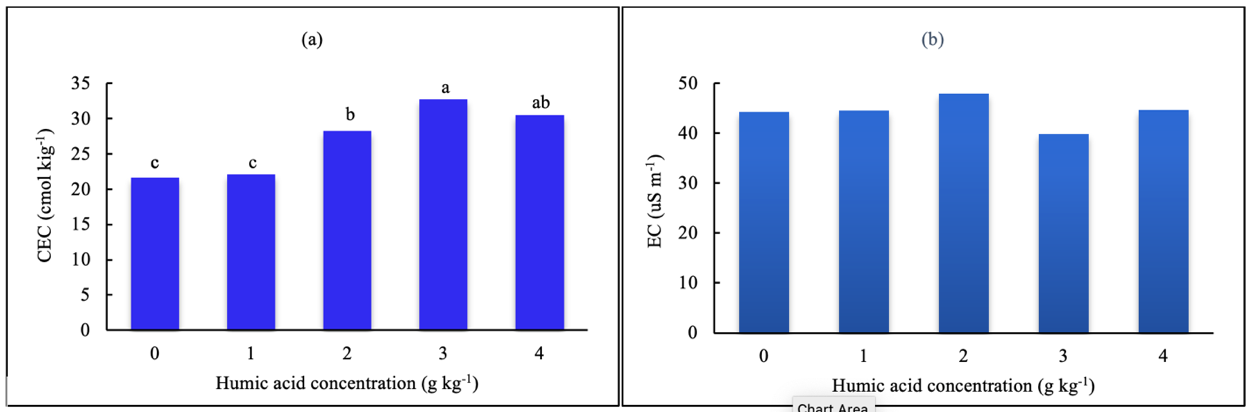 (a)
35
30
25
20
15
10
5
0
CEC (cmol kig-1)
c
c
b
a
ab
0 1 2 3 4
Humic acid concentration (g kg-1)
(b)
50
40
30
20
10
0
EC (uS m-1)
0 1 2 3 4
Humic acid concentration (g kg-1)
Chart Area